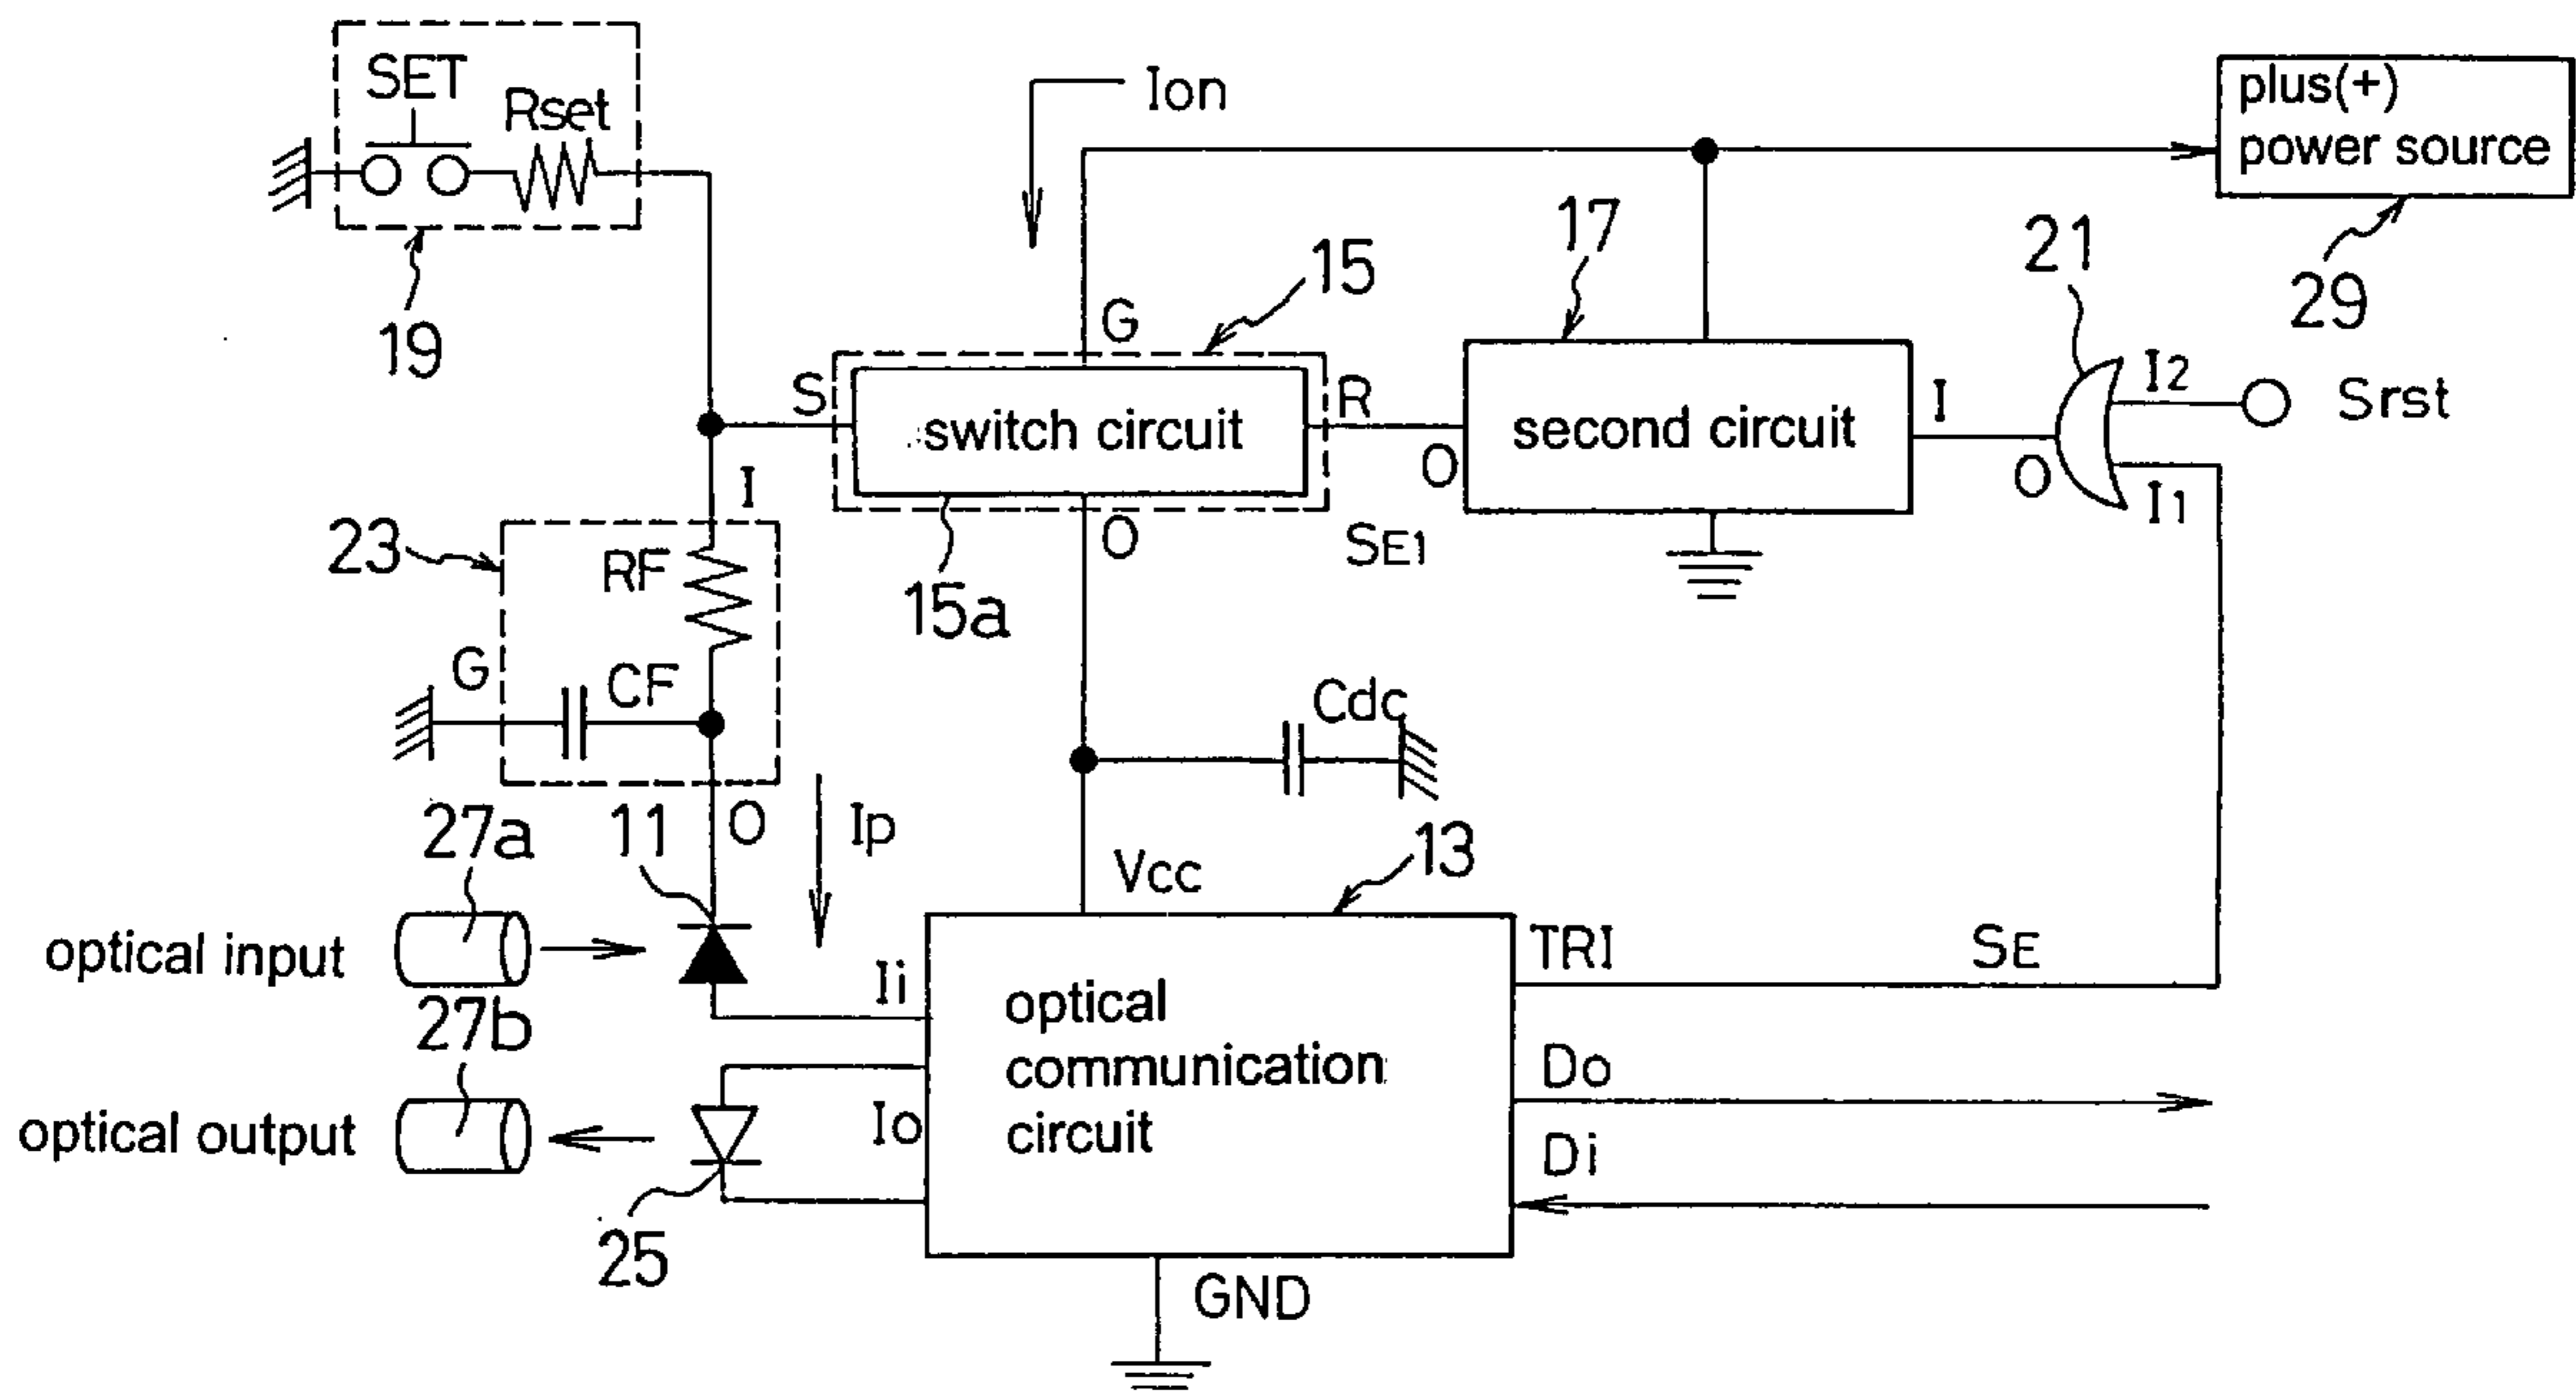 SET
Rset
19
Ion
plus(+)
power source
29
17
21
15
G
S
switch circuit
R
O
15a
SE1
O
second circuit
I
O
I2
Srst
I1
I
23
RF
G
CF
O
Cdc
Ip
11
27a
optical input
27b
optical output
25
Vcc
13
Ii
Io
optical
communication
circuit
TRI
SE
Do
Di
GND